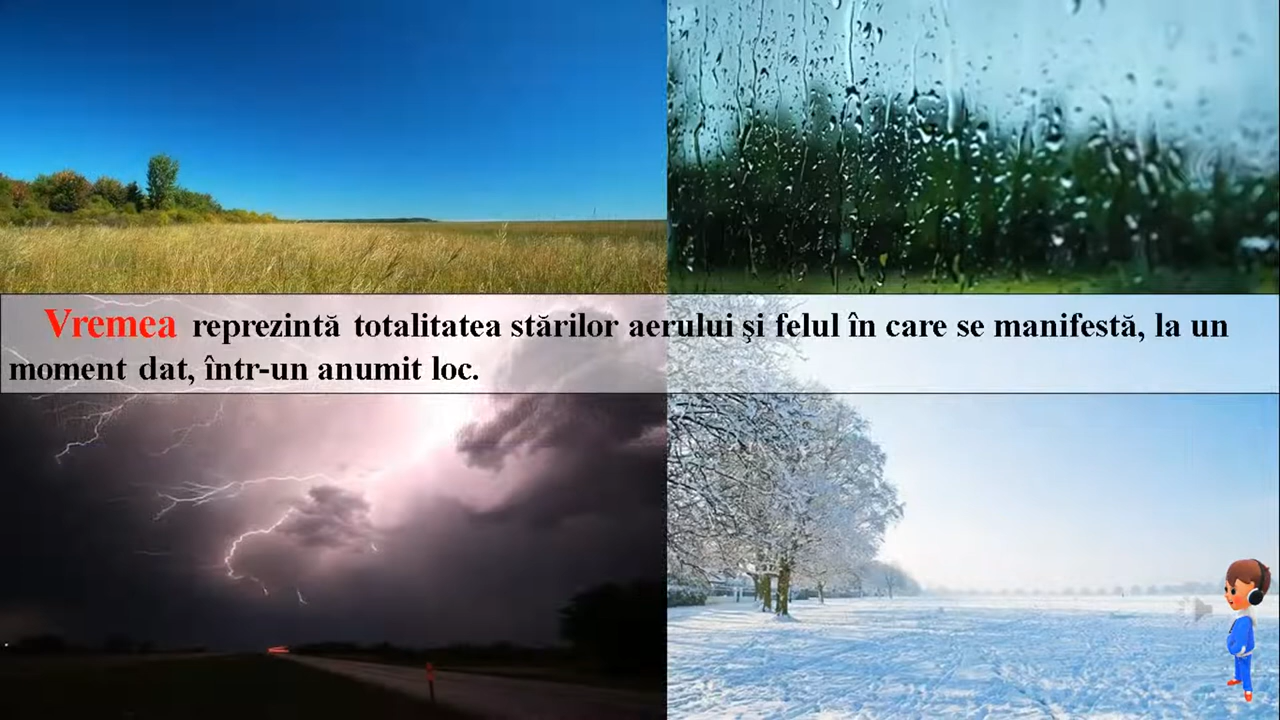 Vremea reprezintă totalitatea stărilor aerului şi felul în care se manifestă, la un
moment dat, într-un anumit loc.